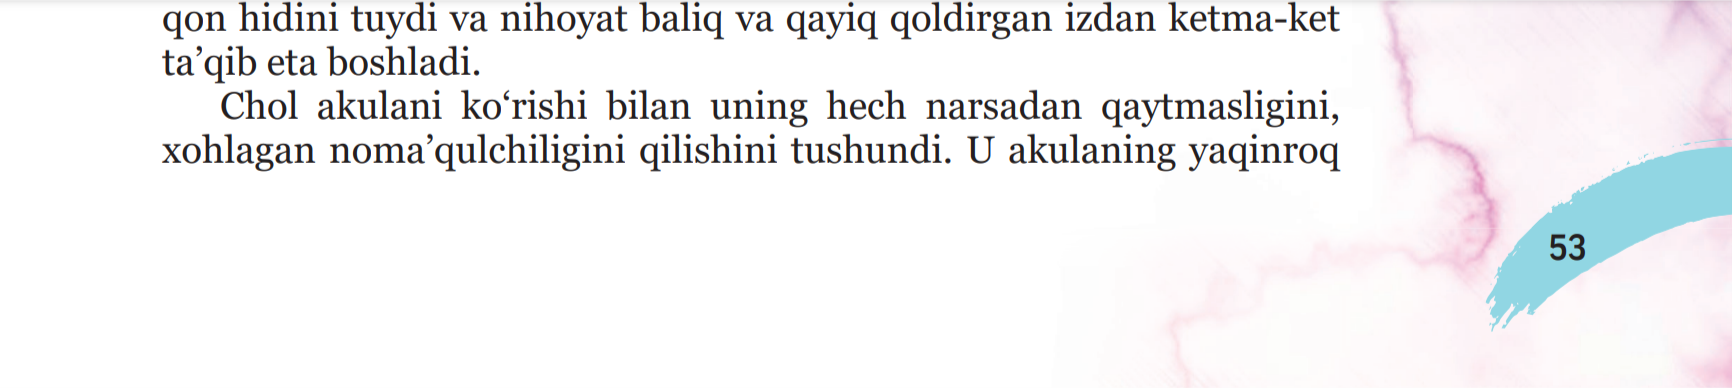 qon hidini tuydi va nihoyat baliq va qayiq qoldirgan izdan ketma-ket
ta’qib eta boshladi.
Chol akulani ko‘rishi bilan uning hech narsadan qaytmasligini,
xohlagan noma’qulchiligini qilishini tushundi. U akulaning yaqinroq
53